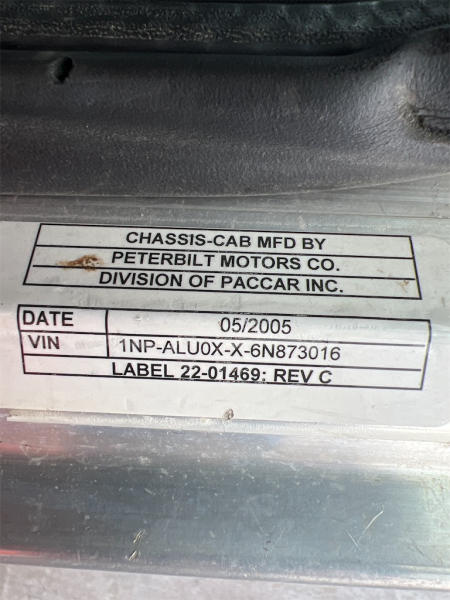 CHASSIS-CAB MFD BY
PETERBILT MOTORS CO.
DIVISION OF PACCAR INC.
DATE 05/2005
VIN 1NP-ALU0X-X-6N873016
LABEL 22-01469: REV C